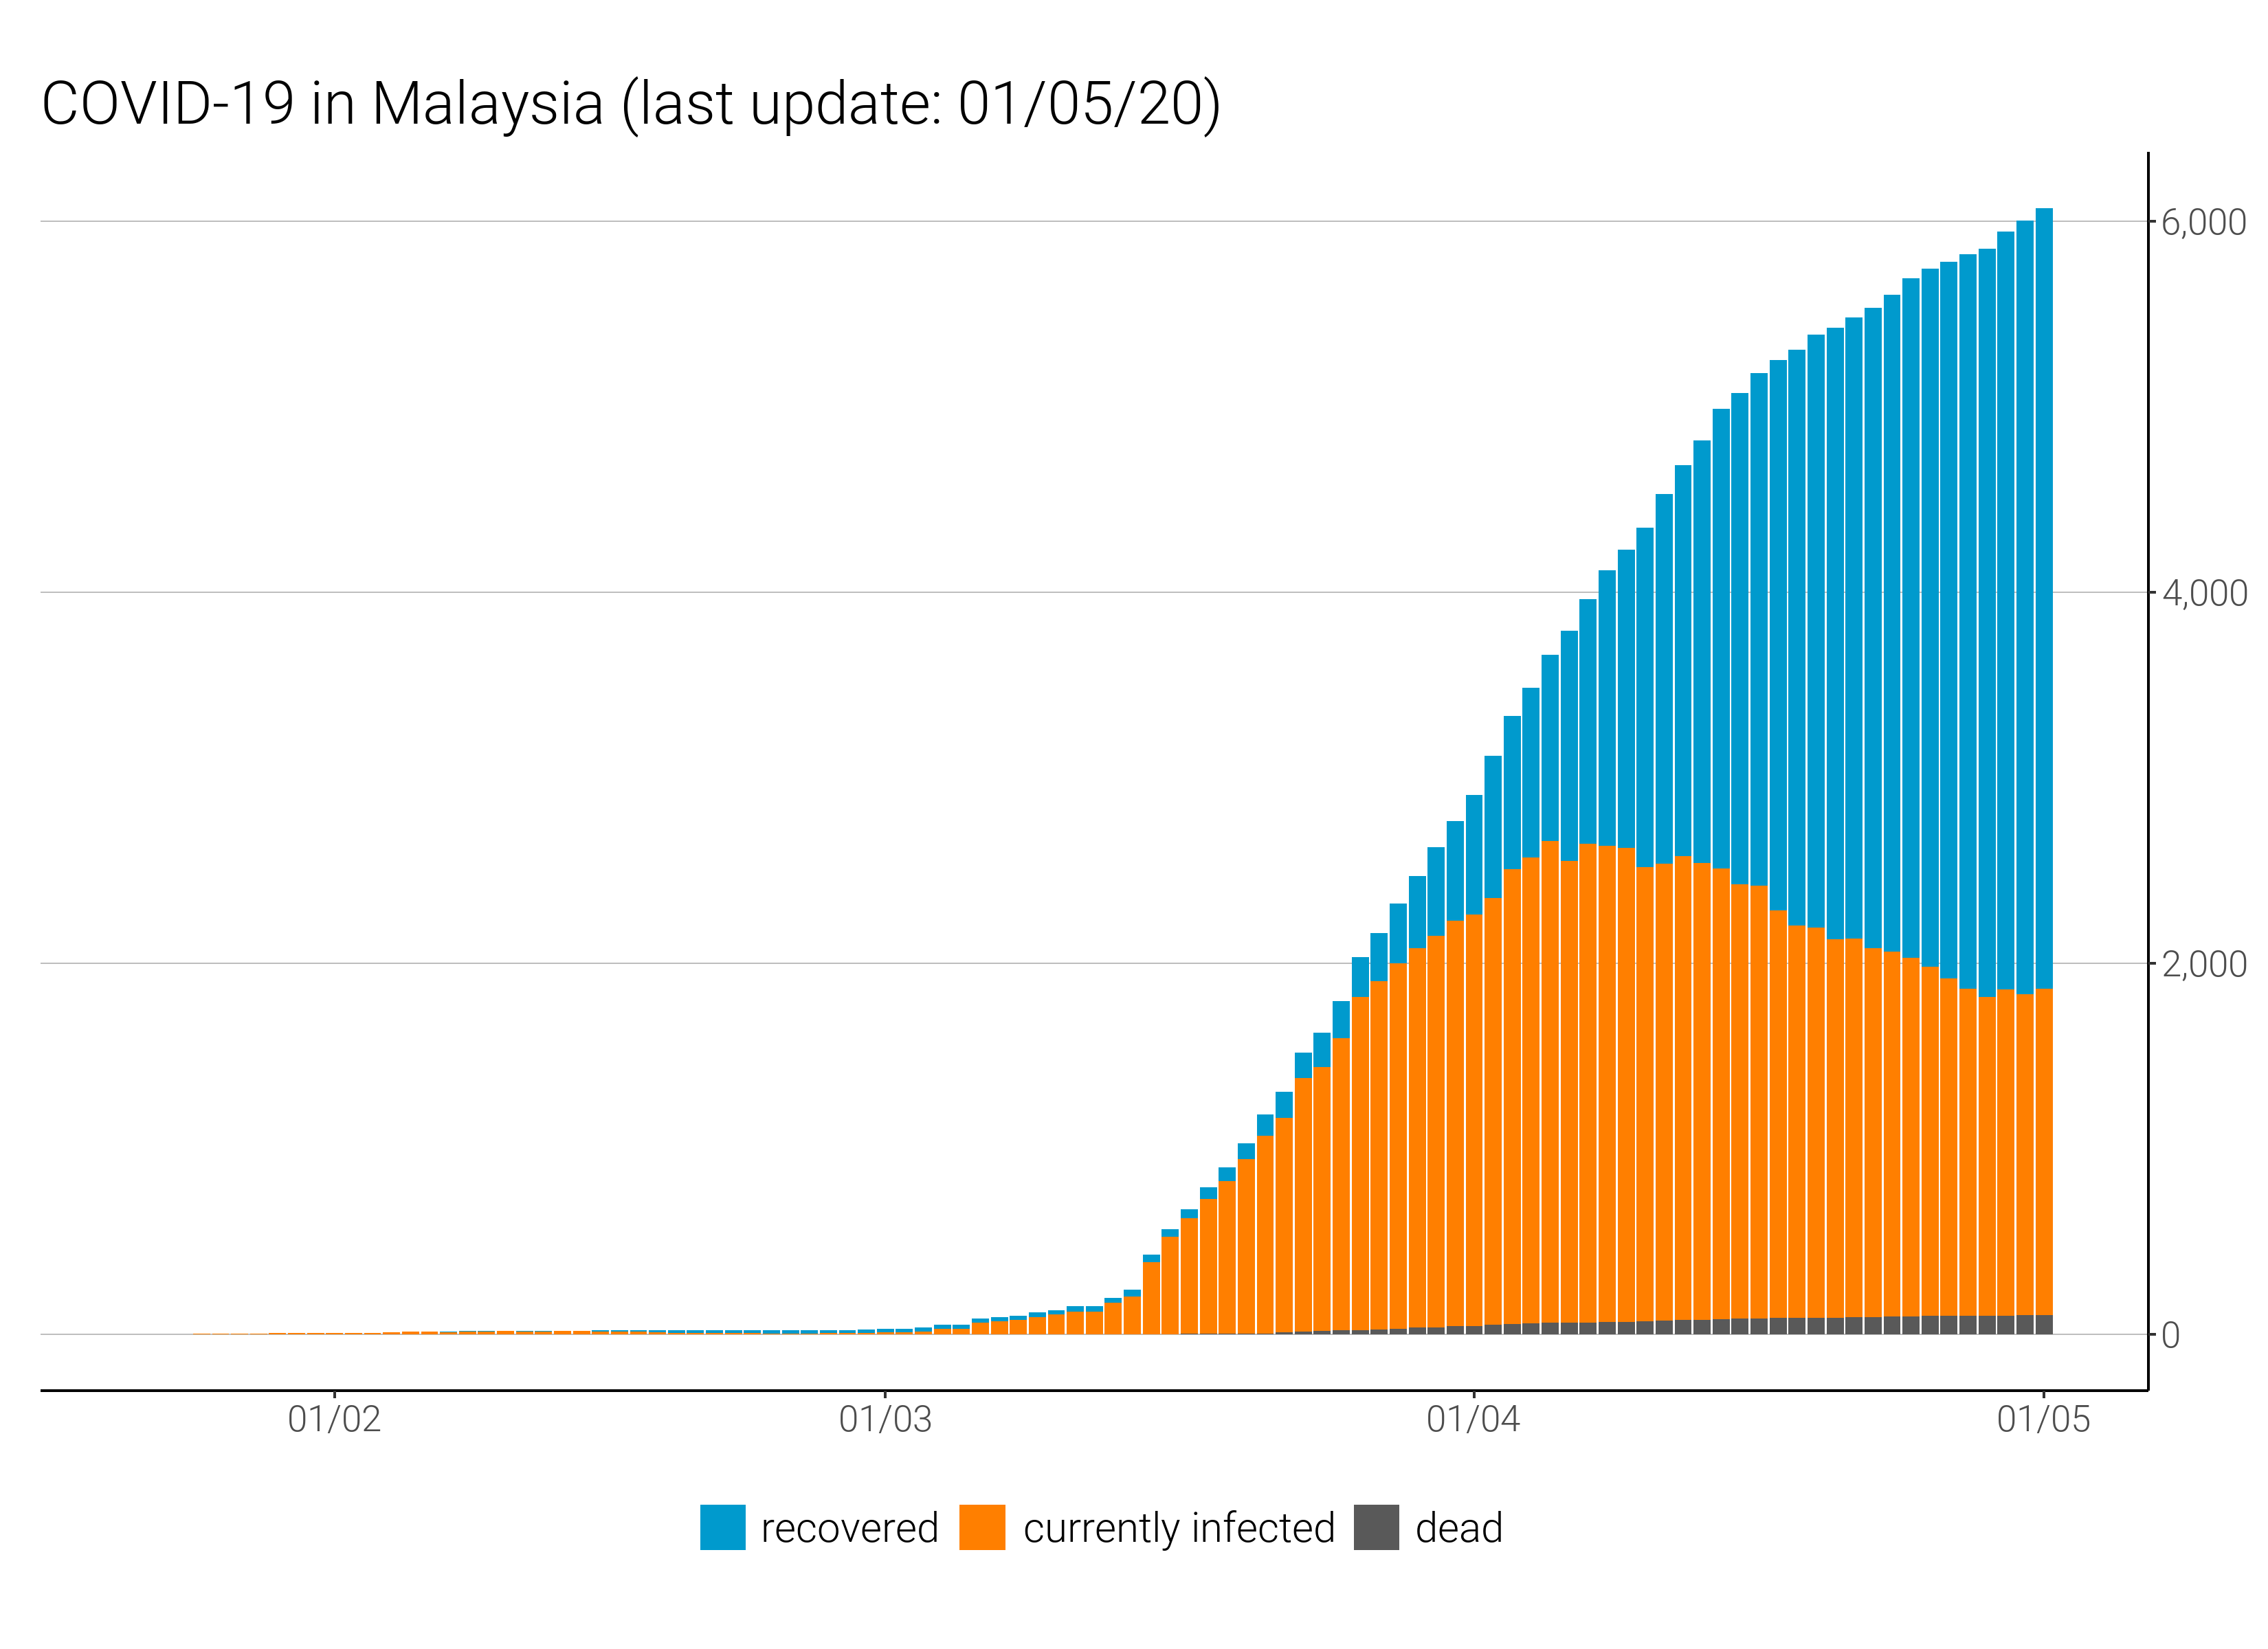 COVID-19 in Malaysia (last update: 01/05/20)
6,000
4,000
2,000
0
01/02 01/03 01/04 01/05
recovered currently infected dead